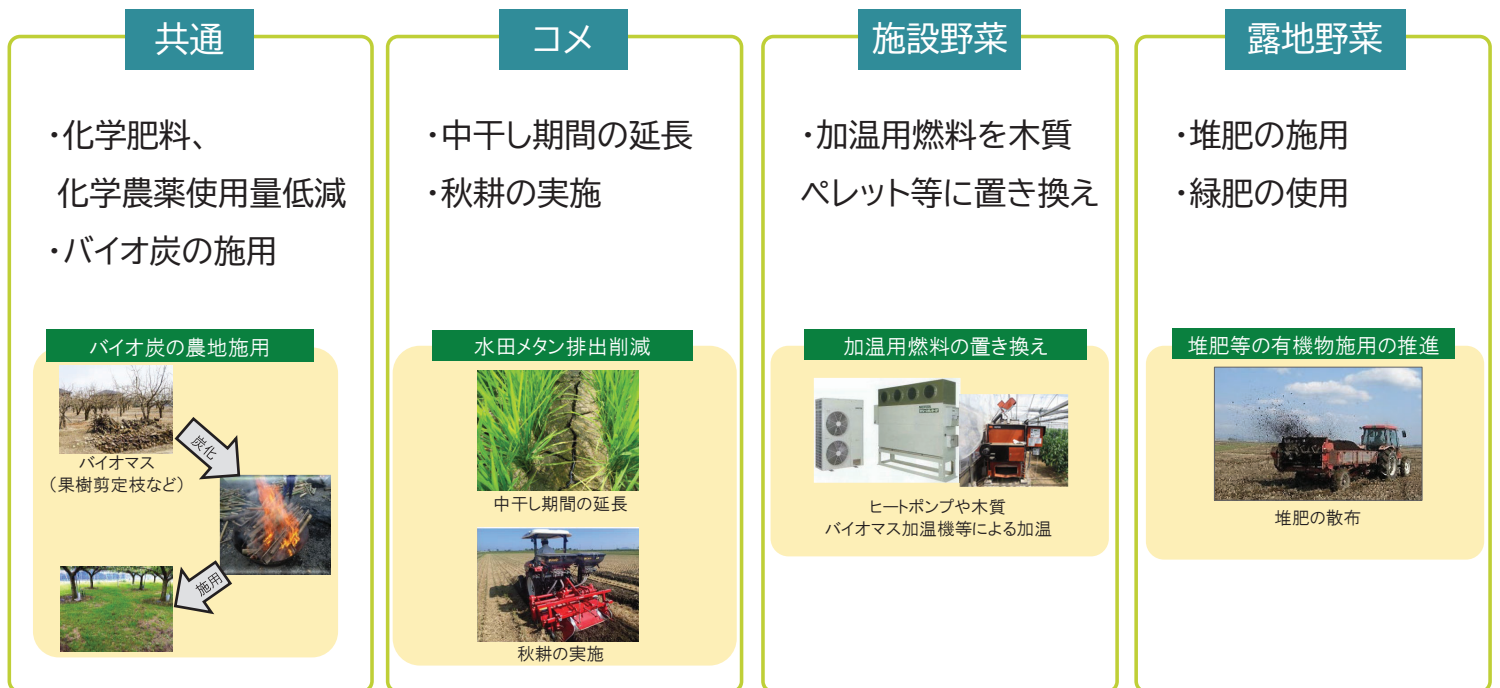 共通
・化学肥料、
化学農薬使用量低減
・バイオ炭の施用
バイオ炭の農地施用
炭化
バイオマス
（果樹剪定枝など）
施用
コメ
・中干し期間の延長
・秋耕の実施
水田メタン排出削減
中干し期間の延長
秋耕の実施
施設野菜
・加温用燃料を木質
ペレット等に置き換え
加温用燃料の置き換え
ヒートポンプや木質
バイオマス加温機等による加温
露地野菜
・堆肥の施用
・緑肥の使用
堆肥等の有機物施用の推進
堆肥の散布